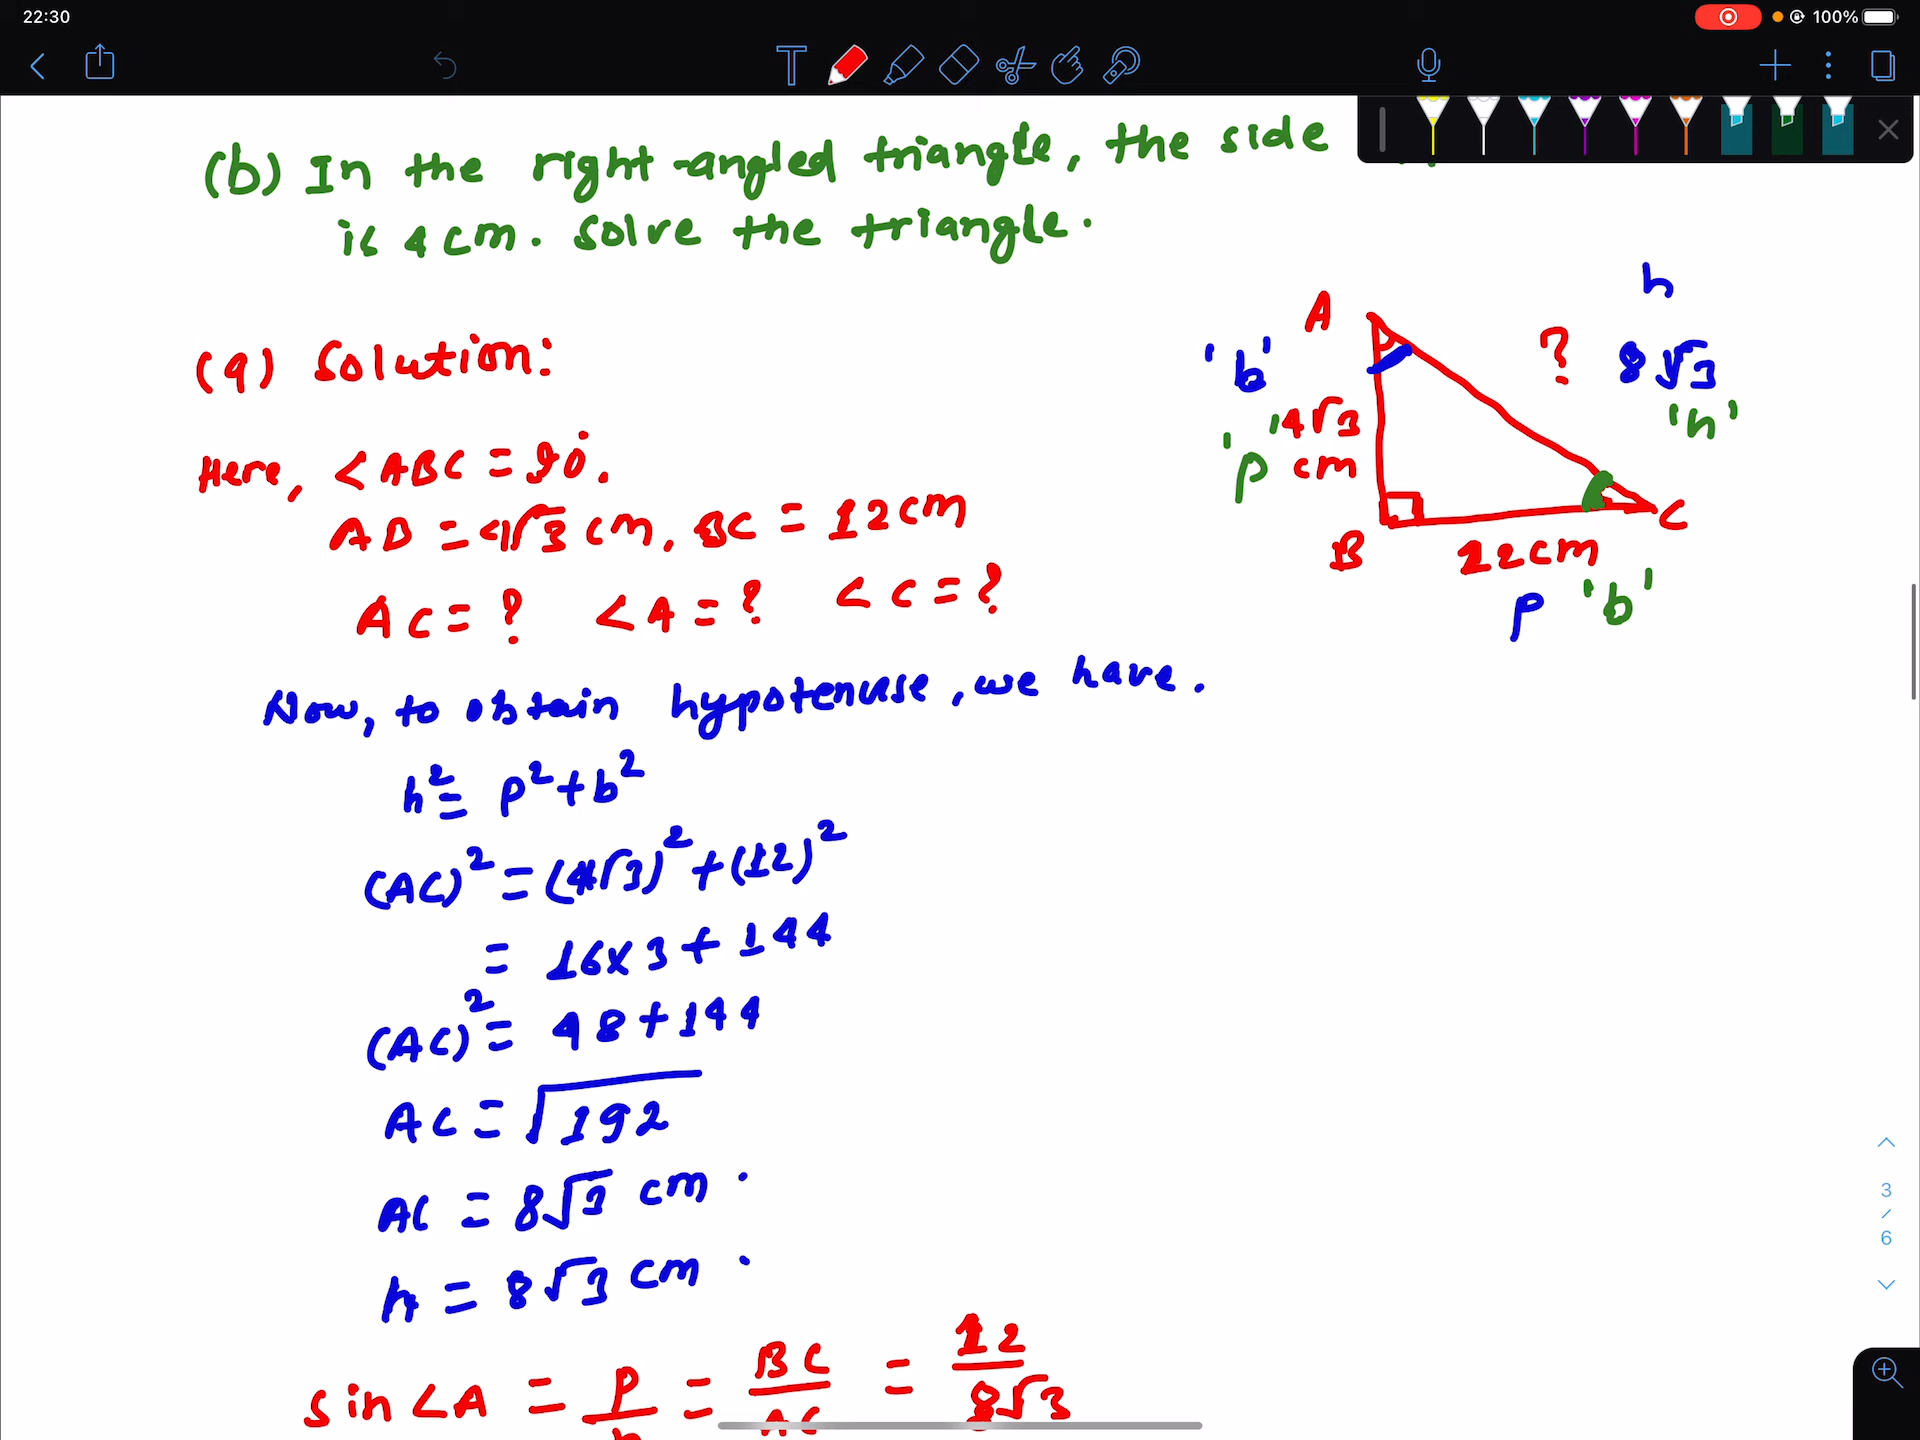 22:30
100%
(b) In the right-angled triangle, the side
is 4 cm. Solve the triangle.
h
A
'b'
?
8√3
(a) Solution:
'4√3
'h'
'p
cm
Here, <ABC = 90°.
AB = 4√3 cm, BC = 12cm
C
B
12cm
AC = ? <A = ? <C = ?
p
'b'
Now, to obtain hypotenuse, we have.
h² = p² + b²
(AC)² = (4√3)² + (12)²
= 16×3 + 144
(AC)² = 48 + 144
AC = √192
3
/
6
AC = 8√3 cm.
h = 8√3 cm.
sin<A = p/h = BC/AC = 12/8√3